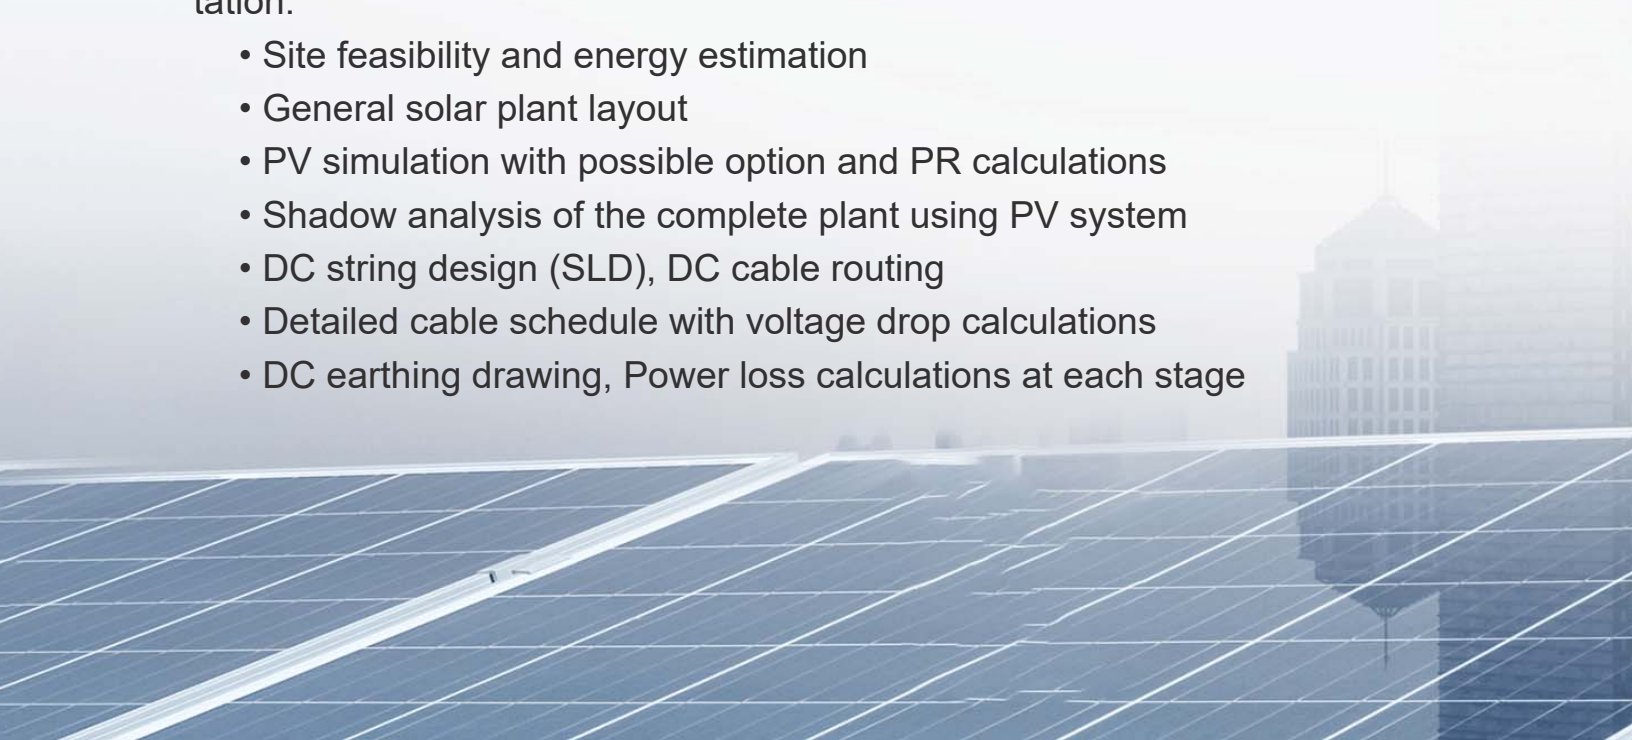 tation.
• Site feasibility and energy estimation
• General solar plant layout
• PV simulation with possible option and PR calculations
• Shadow analysis of the complete plant using PV system
• DC string design (SLD), DC cable routing
• Detailed cable schedule with voltage drop calculations
• DC earthing drawing, Power loss calculations at each stage